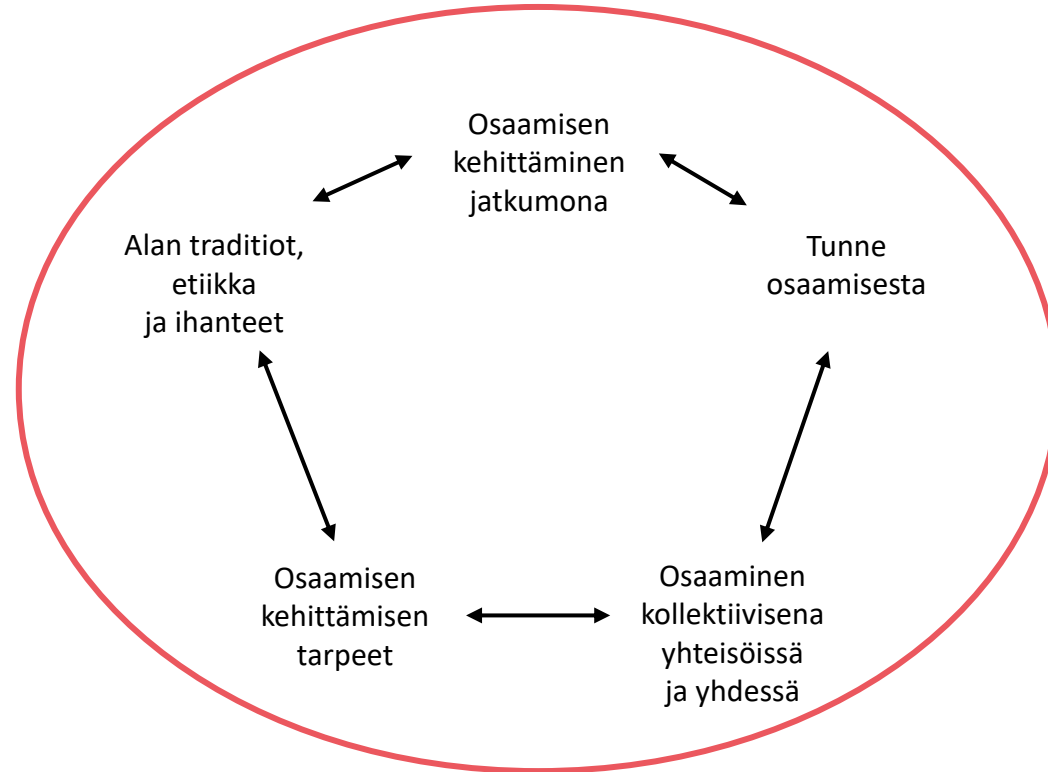 Osaamisen
kehittäminen
jatkumona
Alan traditiot,
etiikka
ja ihanteet
Tunne
osaamisesta
Osaamisen
kehittämisen
tarpeet
Osaaminen
kollektiivisena
yhteisöissä
ja yhdessä